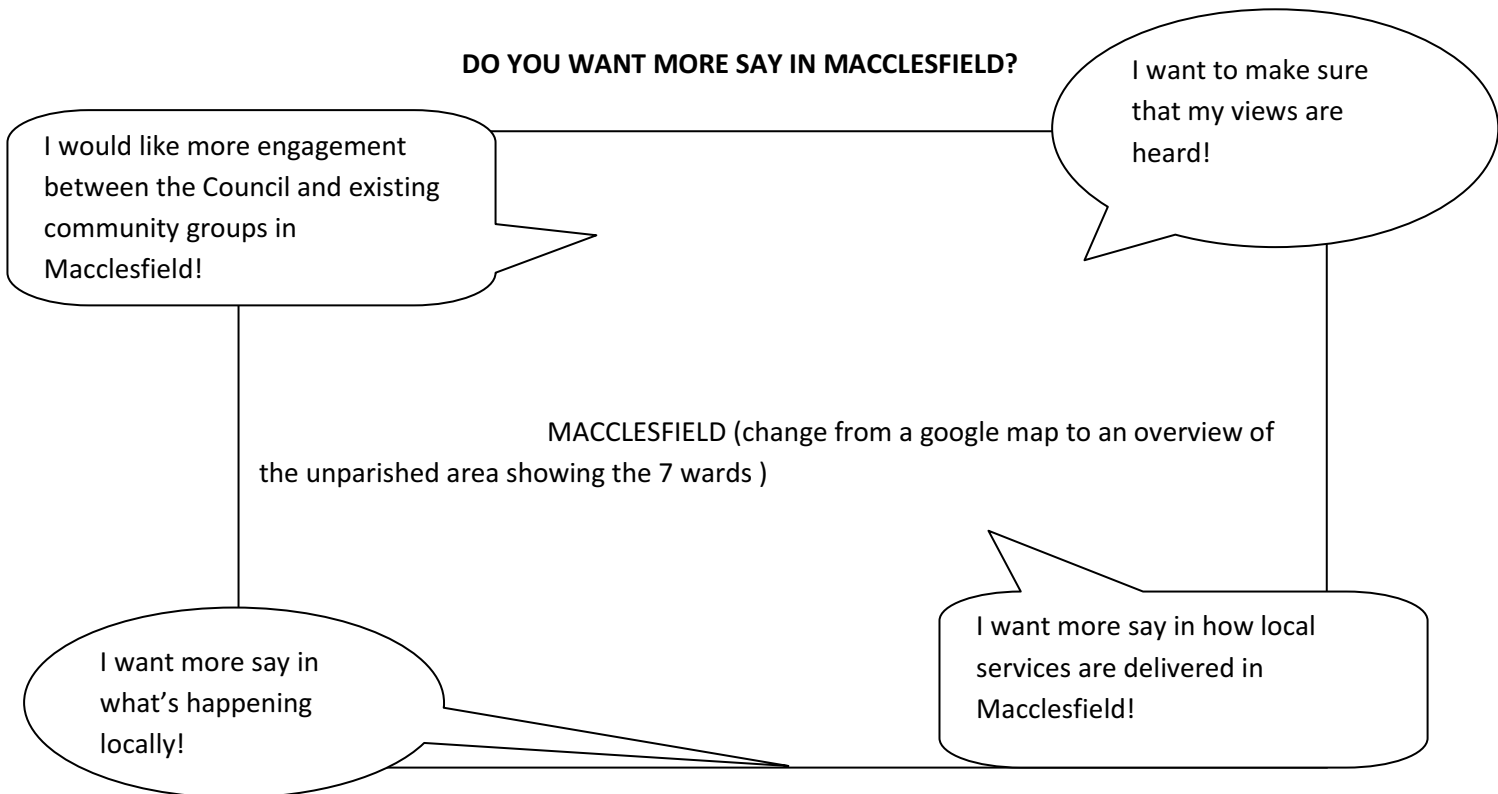 DO YOU WANT MORE SAY IN MACCLESFIELD?
I would like more engagement
between the Council and existing
community groups in
Macclesfield!
I want to make sure
that my views are
heard!
MACCLESFIELD (change from a google map to an overview of
the unparished area showing the 7 wards )
I want more say in
what’s happening
locally!
I want more say in how local
services are delivered in
Macclesfield!